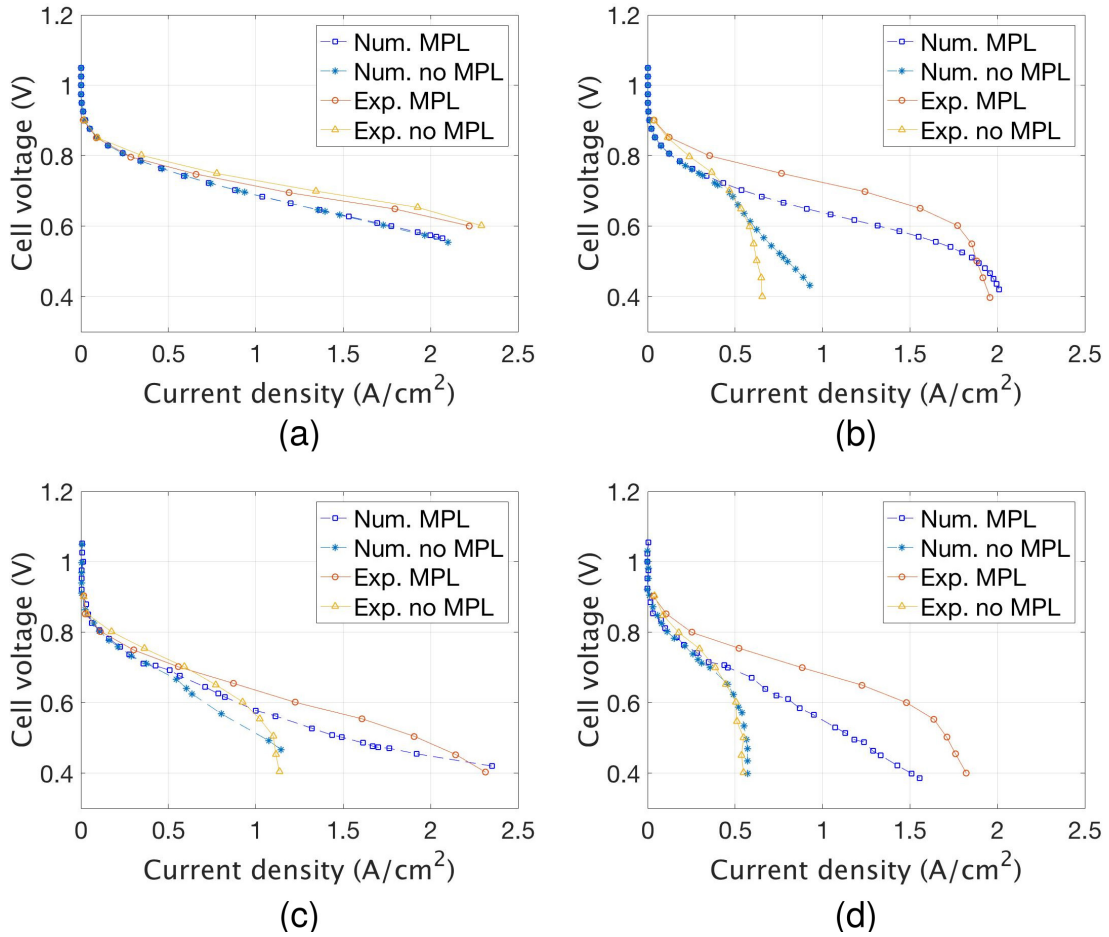 1.2
1
0.8
0.6
0.4
Cell voltage (V)
0 0.5 1 1.5 2 2.5
Current density (A/cm²)
Num. MPL
Num. no MPL
Exp. MPL
Exp. no MPL
(a)
1.2
1
0.8
0.6
0.4
Cell voltage (V)
0 0.5 1 1.5 2 2.5
Current density (A/cm²)
Num. MPL
Num. no MPL
Exp. MPL
Exp. no MPL
(b)
1.2
1
0.8
0.6
0.4
Cell voltage (V)
0 0.5 1 1.5 2 2.5
Current density (A/cm²)
Num. MPL
Num. no MPL
Exp. MPL
Exp. no MPL
(c)
1.2
1
0.8
0.6
0.4
Cell voltage (V)
0 0.5 1 1.5 2 2.5
Current density (A/cm²)
Num. MPL
Num. no MPL
Exp. MPL
Exp. no MPL
(d)